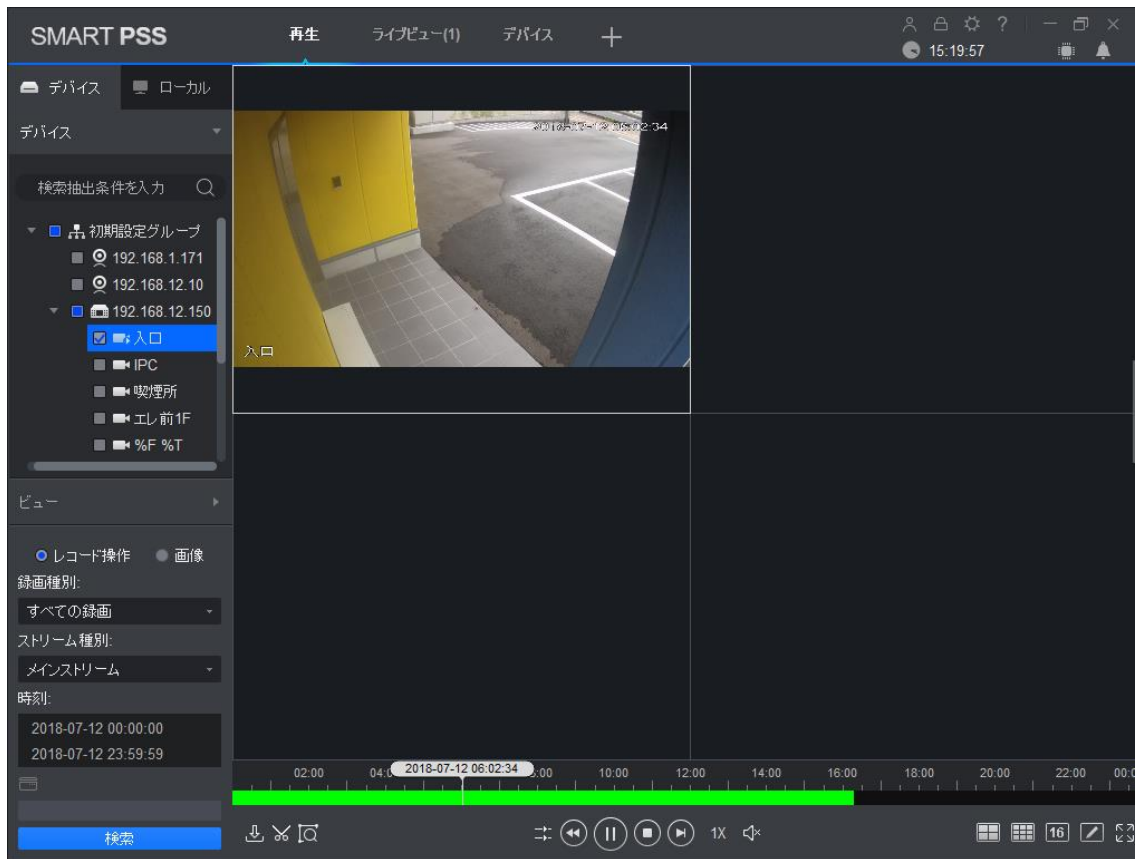 SMART PSS
再生
ライブビュー(1)
デバイス
15:19:57
デバイス
ローカル
デバイス
検索抽出条件を入力
初期設定グループ
192.168.1.171
192.168.12.10
192.168.12.150
入口
IPC
喫煙所
エレ前1F
%F %T
ビュー
レコード操作
画像
録画種別:
すべての録画
ストリーム種別:
メインストリーム
時刻:
2018-07-12 00:00:00
2018-07-12 23:59:59
検索
入口
02:00
2018-07-12 06:02:34
10:00
12:00
14:00
16:00
18:00
20:00
22:00
1X
16